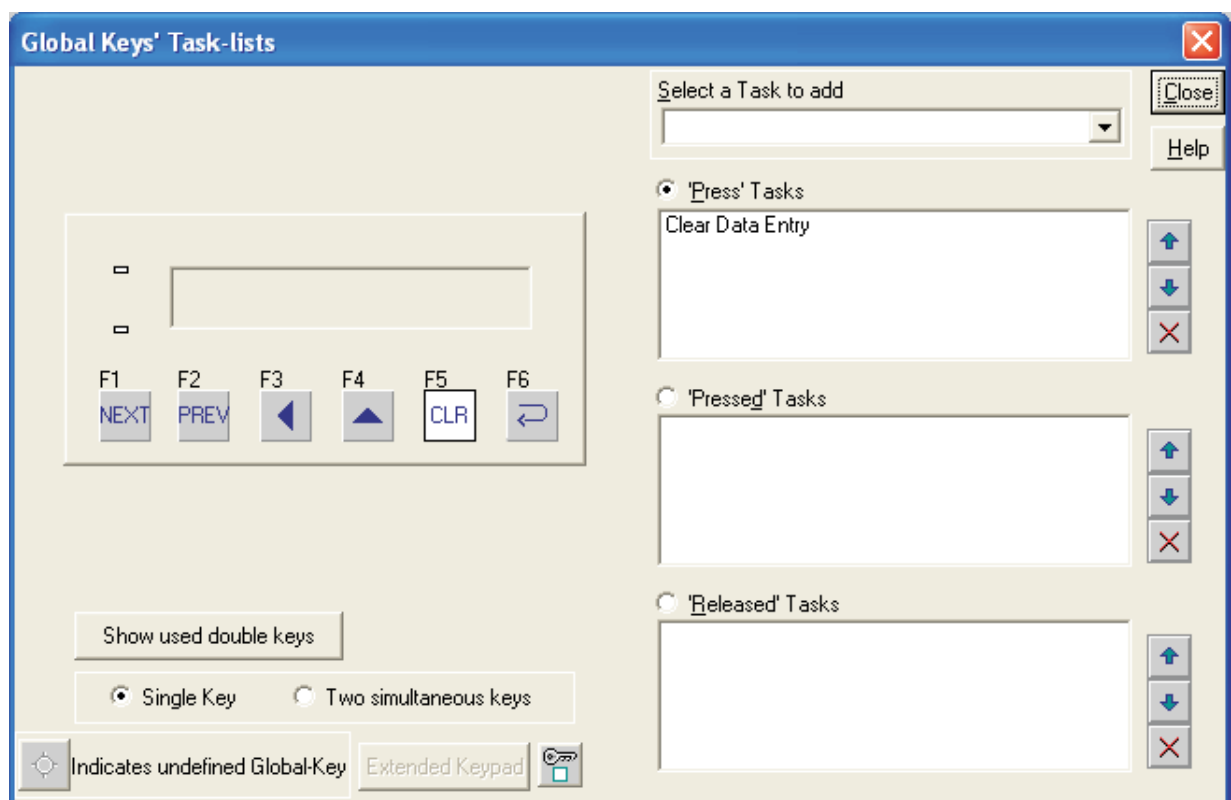 Global Keys' Task-lists
Select a Task to add
Close
Help
'Press' Tasks
Clear Data Entry
F1 F2 F3 F4 F5 F6
NEXT PREV CLR
'Pressed' Tasks
'Released' Tasks
Show used double keys
Single Key Two simultaneous keys
Indicates undefined Global-Key Extended Keypad